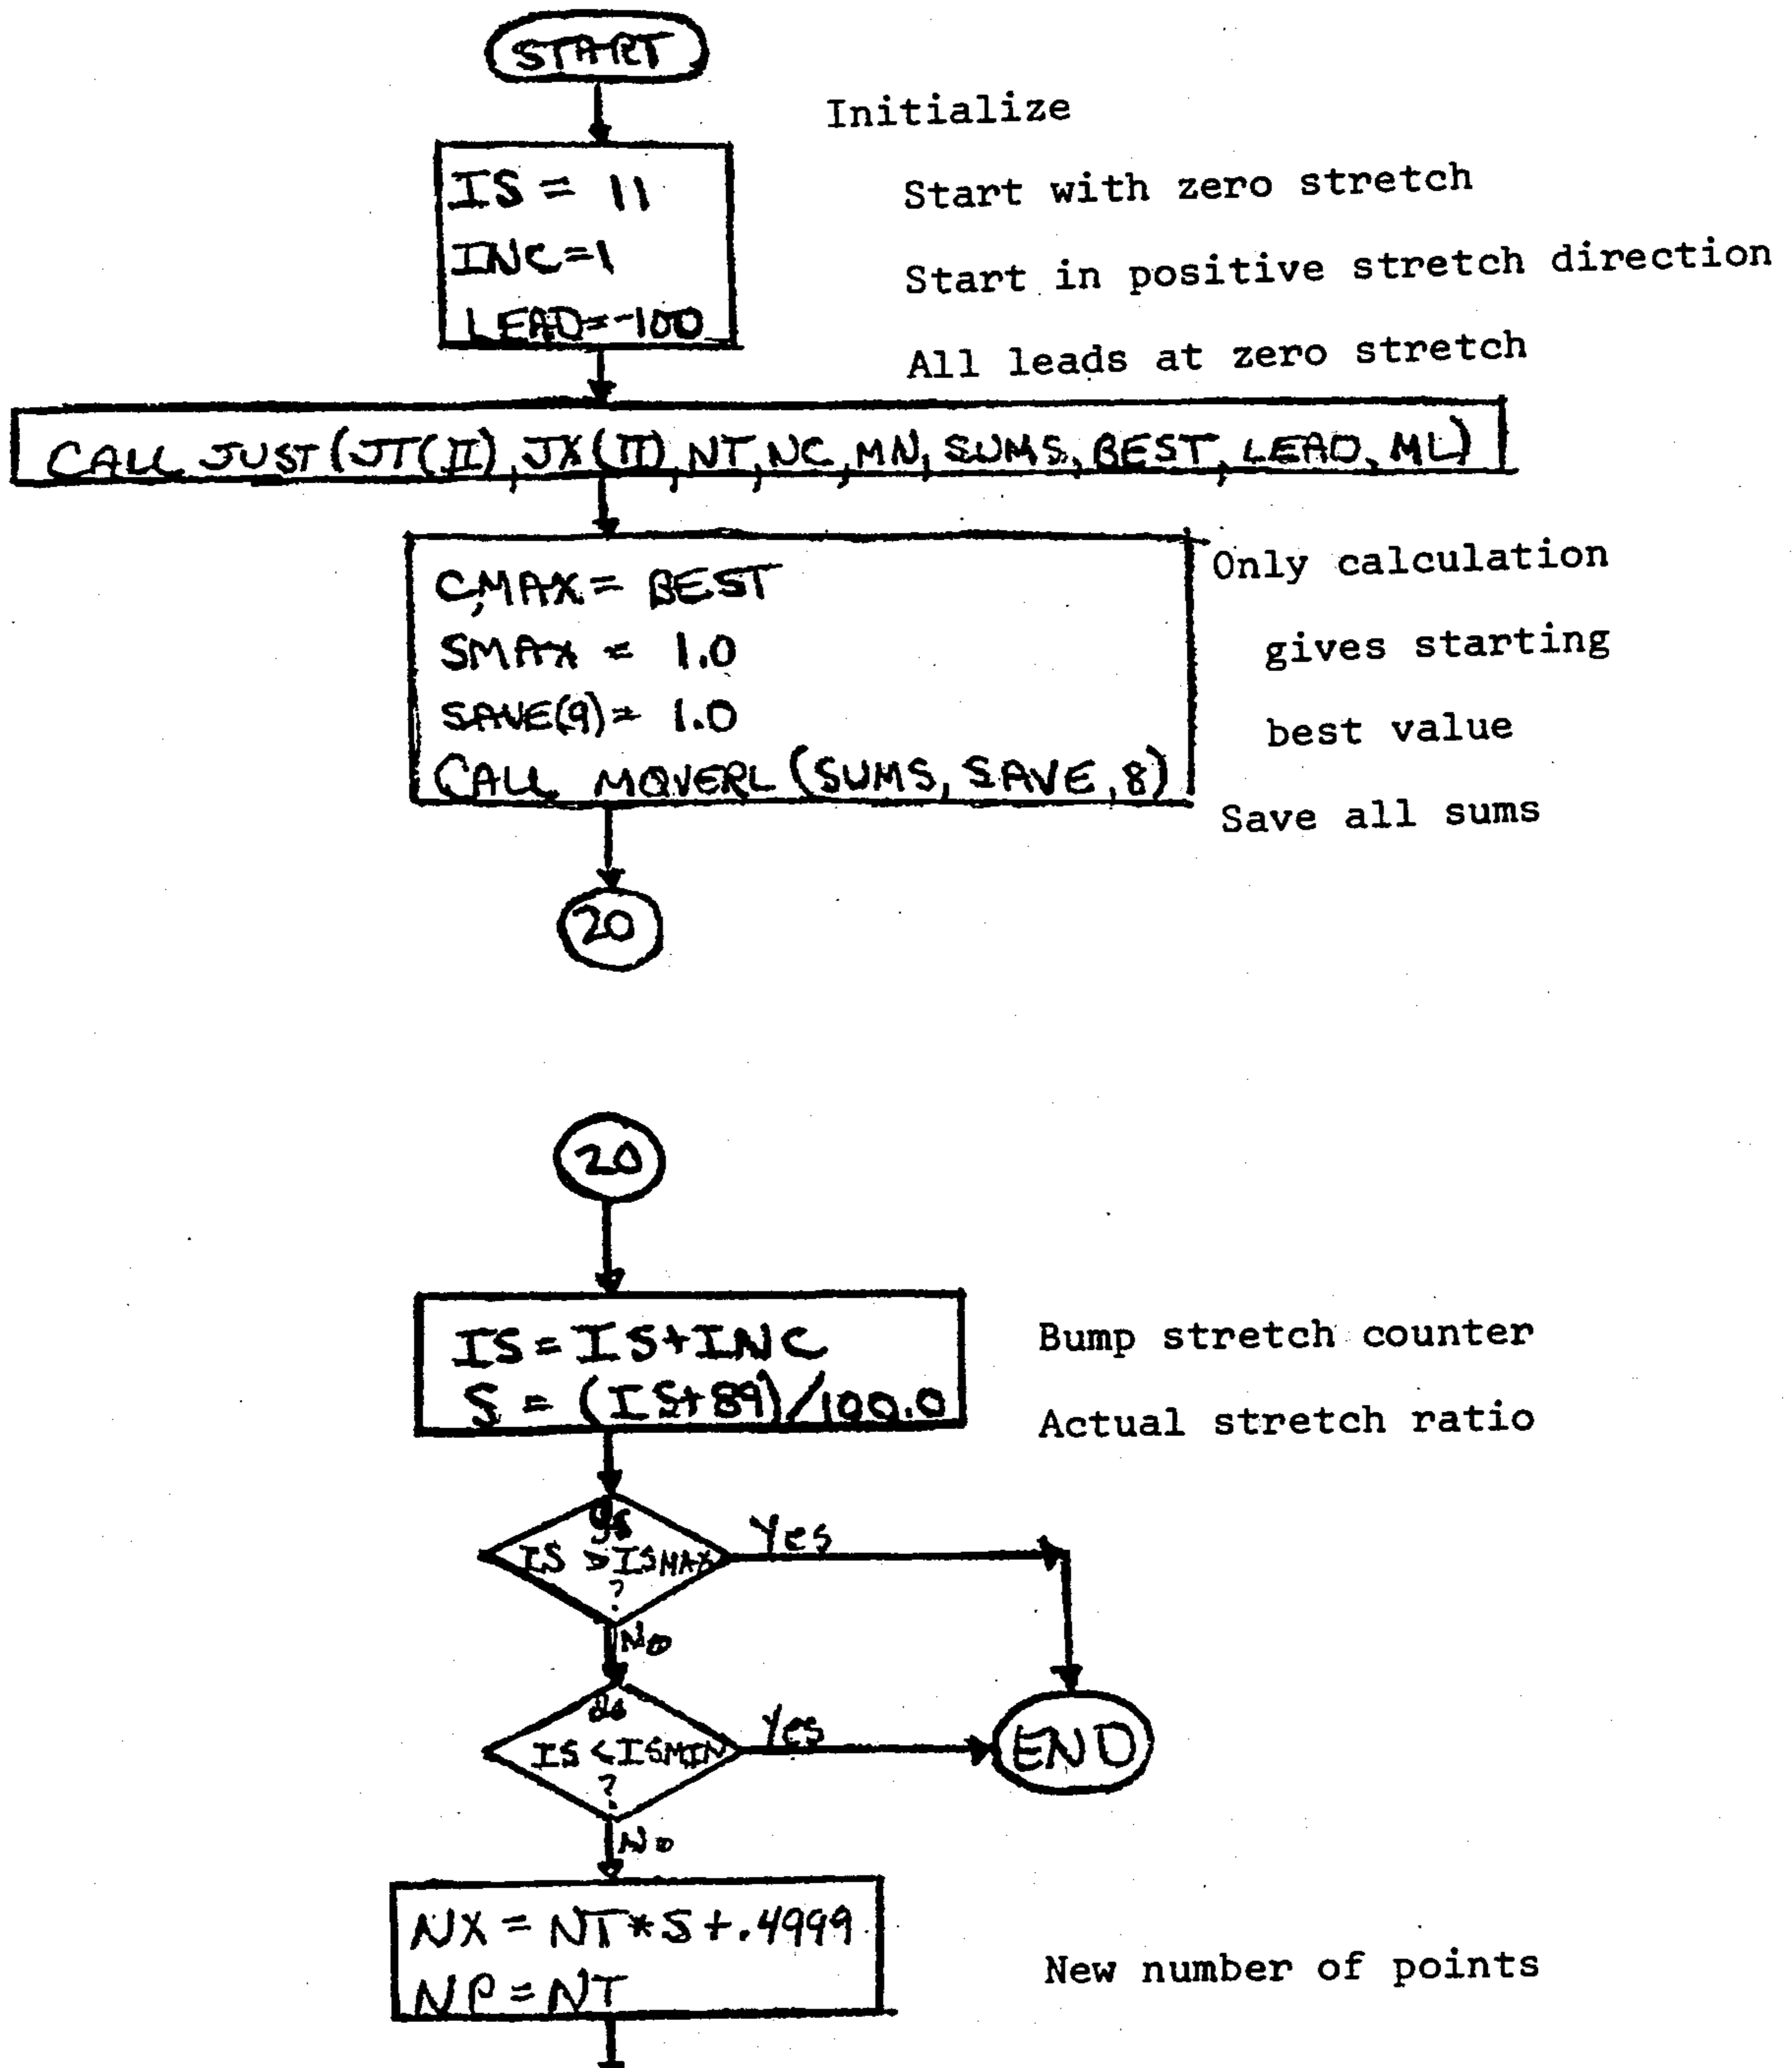 START
Initialize
IS = 11
Start with zero stretch
INC=1
Start in positive stretch direction
LEAD=-100
All leads at zero stretch
CALL JUST(JT(II),JX(II),NT,NC,MN,SUMS,BEST,LEAD,ML)
CMAX = BEST
Only calculation
SMAX = 1.0
gives starting
SAVE(9)= 1.0
best value
CALL MOVERL (SUMS, SAVE,8)
Save all sums
20
20
IS = IS+INC
Bump stretch counter
S = (IS+89)/100.0
Actual stretch ratio
Is
IS > ISMAX
?
Yes
No
Is
IS < ISMIN
?
Yes
END
No
NX = NT*S+.4999
NP = NT
New number of points